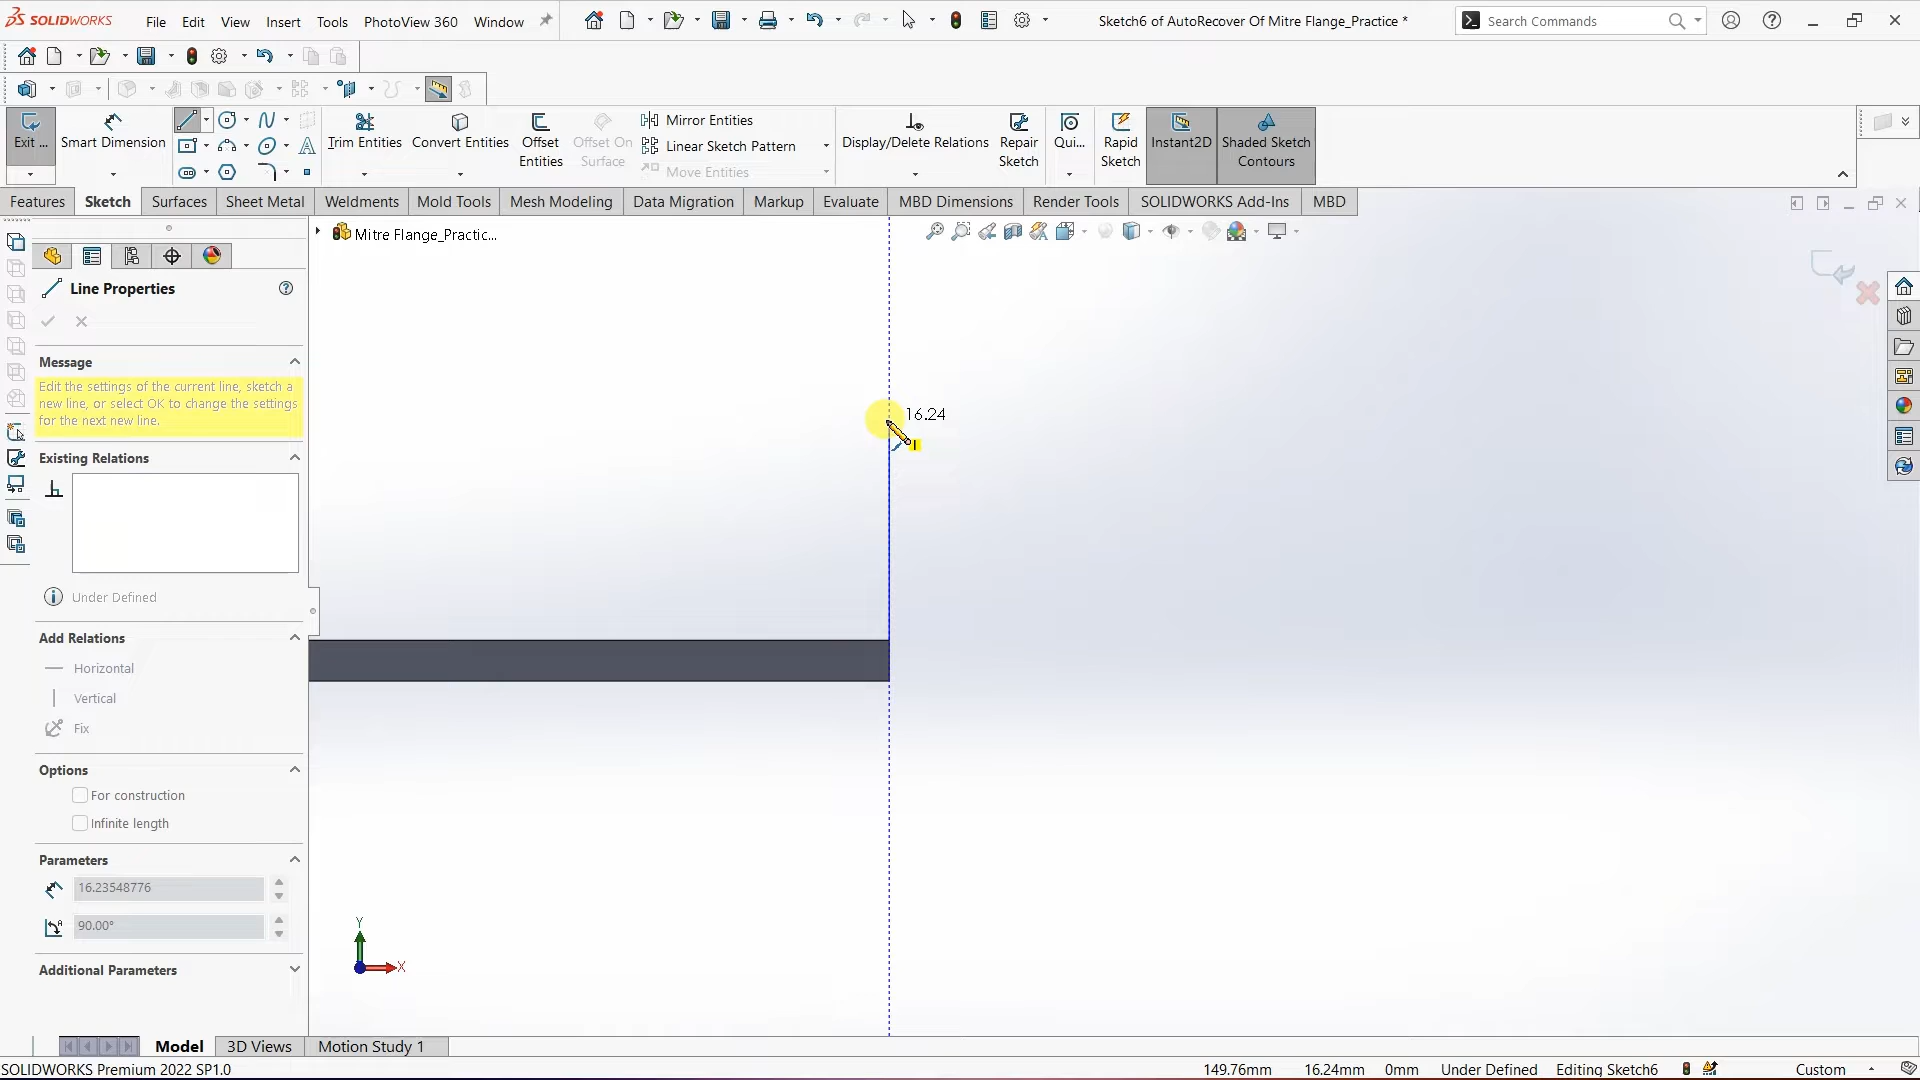 SOLIDWORKS
File Edit View Insert Tools PhotoView 360 Window
Sketch6 of AutoRecover Of Mitre Flange_Practice *
Search Commands
Exit ...
Smart Dimension
Trim Entities
Convert Entities
Offset Entities
Offset On Surface
Mirror Entities
Linear Sketch Pattern
Move Entities
Display/Delete Relations
Repair Sketch
Qui...
Rapid Sketch
Instant2D
Shaded Sketch Contours
Features Sketch Surfaces Sheet Metal Weldments Mold Tools Mesh Modeling Data Migration Markup Evaluate MBD Dimensions Render Tools SOLIDWORKS Add-Ins MBD
Mitre Flange_Practic...
Line Properties
Message
Edit the settings of the current line, sketch a
new line, or select OK to change the settings
for the next new line.
Existing Relations
Under Defined
Add Relations
Horizontal
Vertical
Fix
Options
For construction
Infinite length
Parameters
16.23548776
90.00°
Additional Parameters
16.24
Y
X
Model 3D Views Motion Study 1
SOLIDWORKS Premium 2022 SP1.0
149.76mm 16.24mm 0mm Under Defined Editing Sketch6 Custom